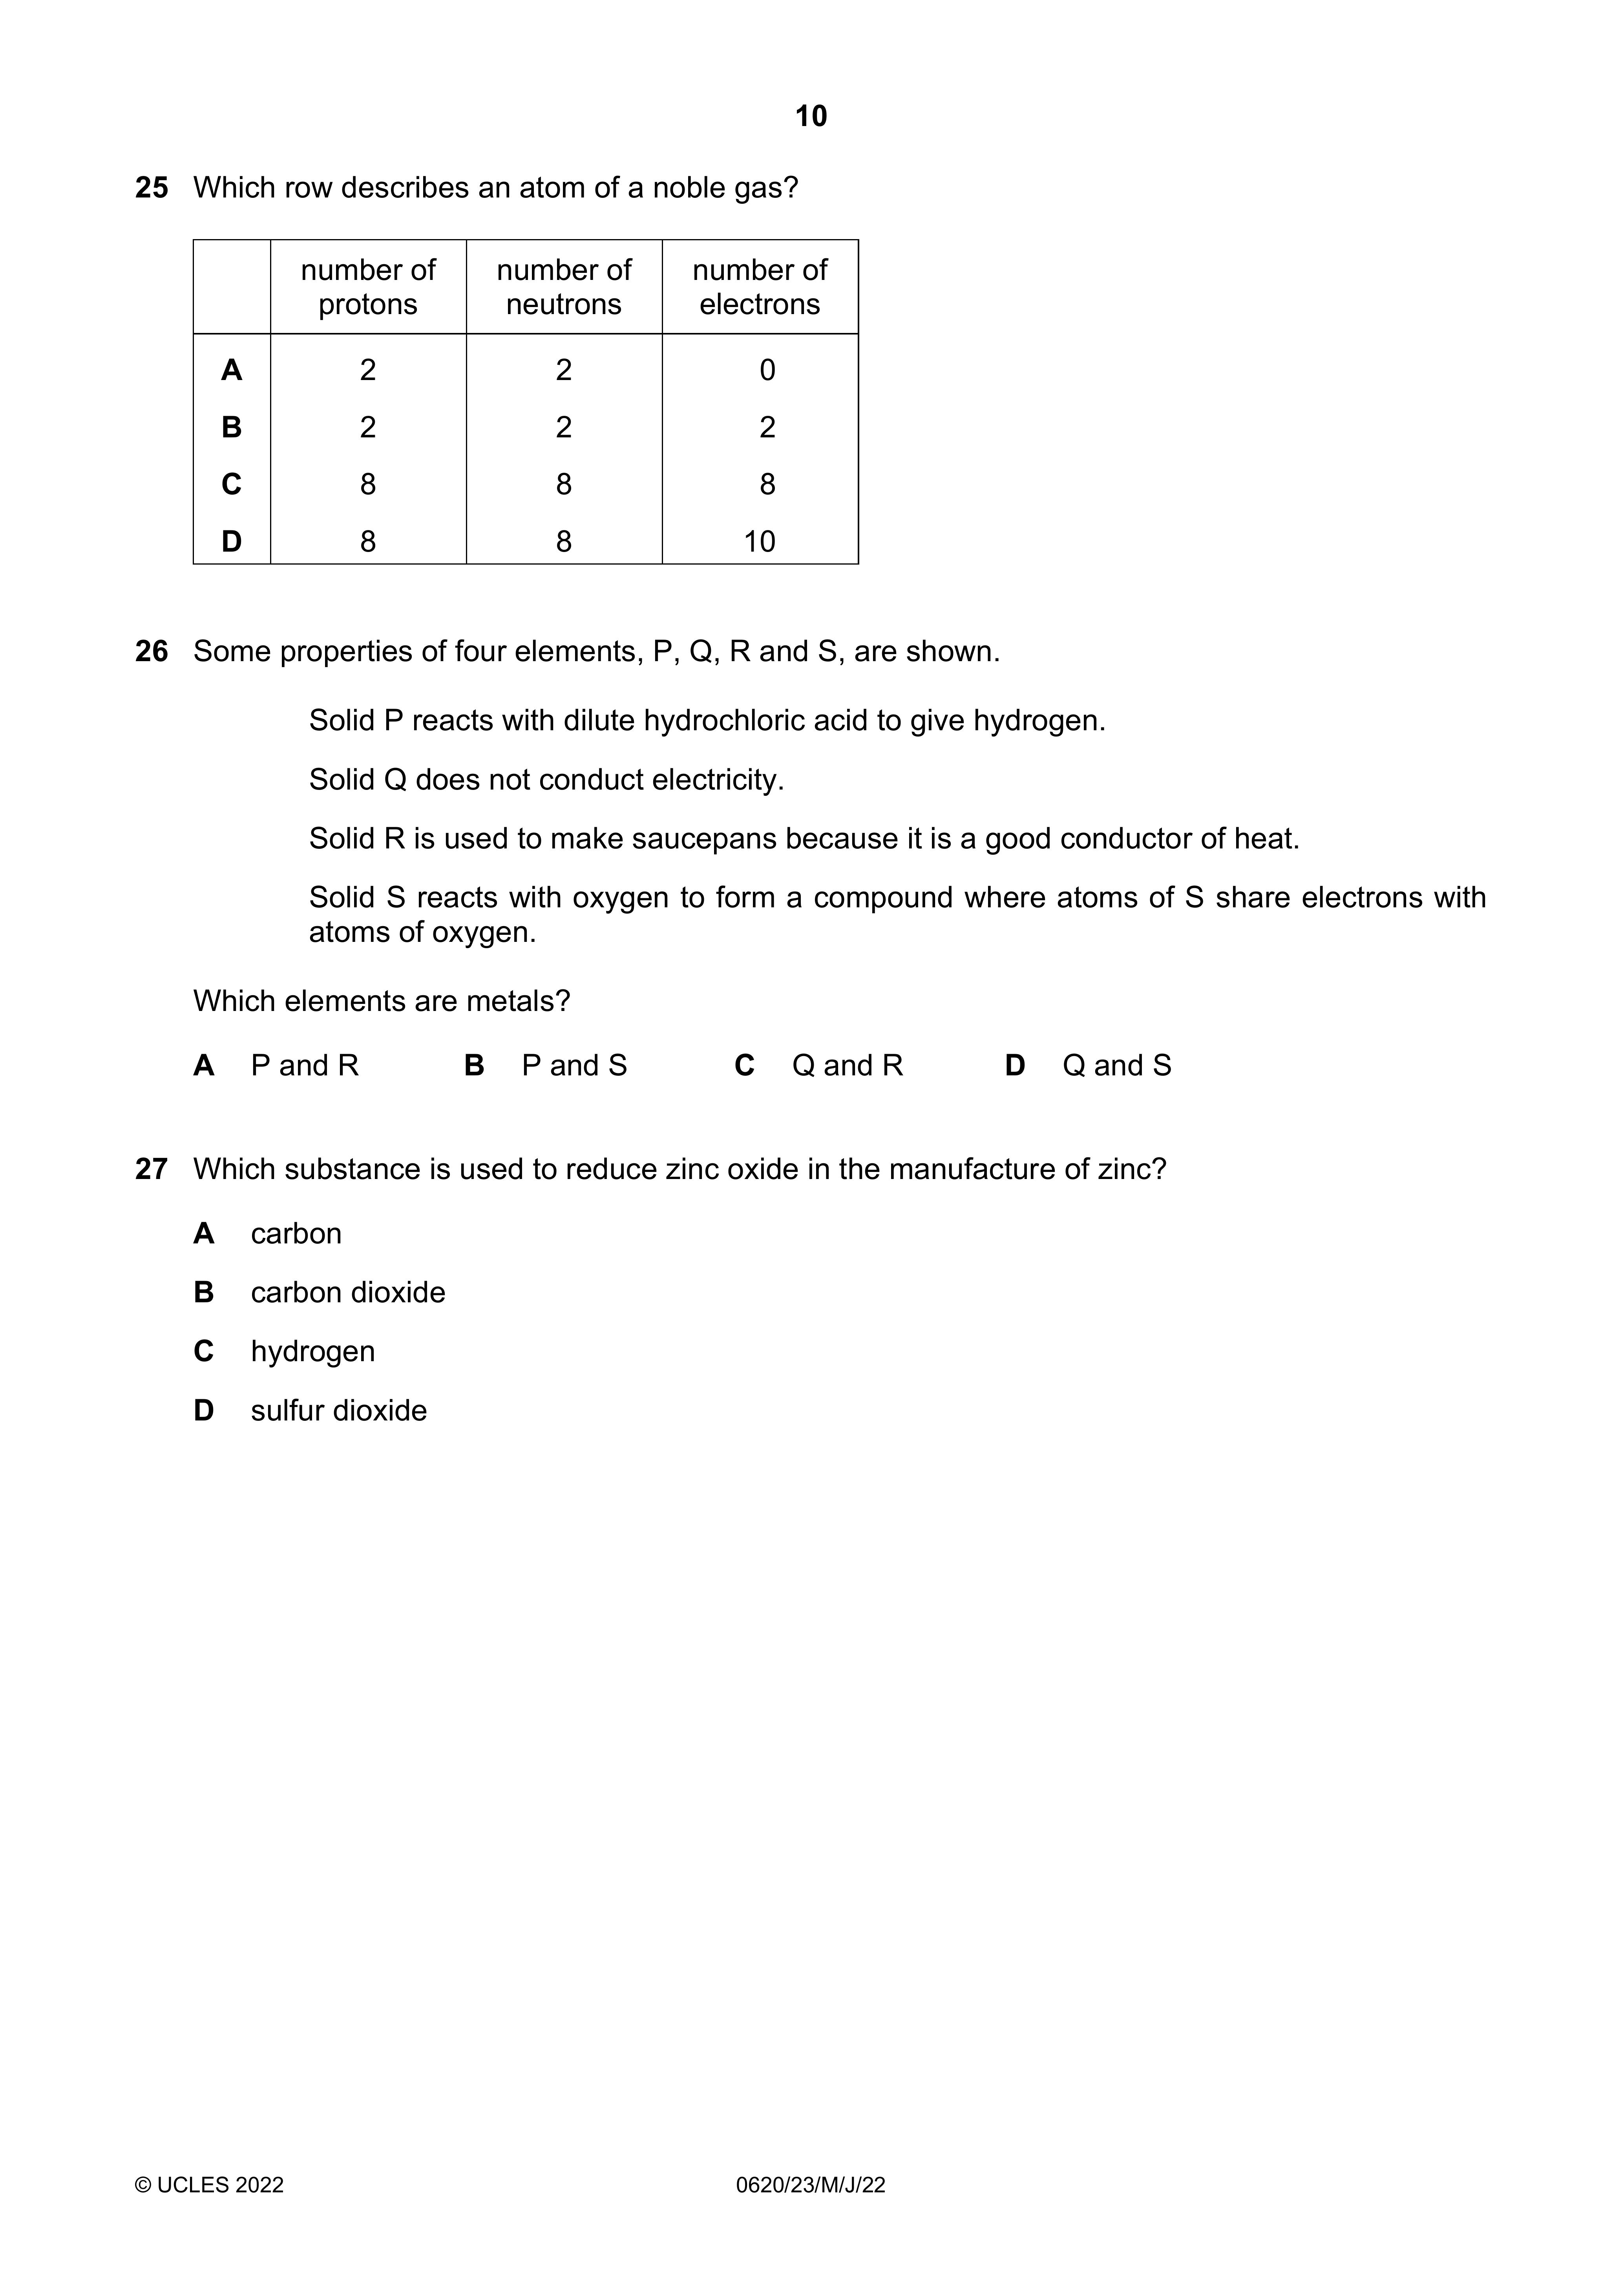 10
25 Which row describes an atom of a noble gas?
number of protons number of neutrons number of electrons
A 2 2 0
B 2 2 2
C 8 8 8
D 8 8 10
26 Some properties of four elements, P, Q, R and S, are shown.
Solid P reacts with dilute hydrochloric acid to give hydrogen.
Solid Q does not conduct electricity.
Solid R is used to make saucepans because it is a good conductor of heat.
Solid S reacts with oxygen to form a compound where atoms of S share electrons with
atoms of oxygen.
Which elements are metals?
A P and R B P and S C Q and R D Q and S
27 Which substance is used to reduce zinc oxide in the manufacture of zinc?
A carbon
B carbon dioxide
C hydrogen
D sulfur dioxide
© UCLES 2022 0620/23/M/J/22